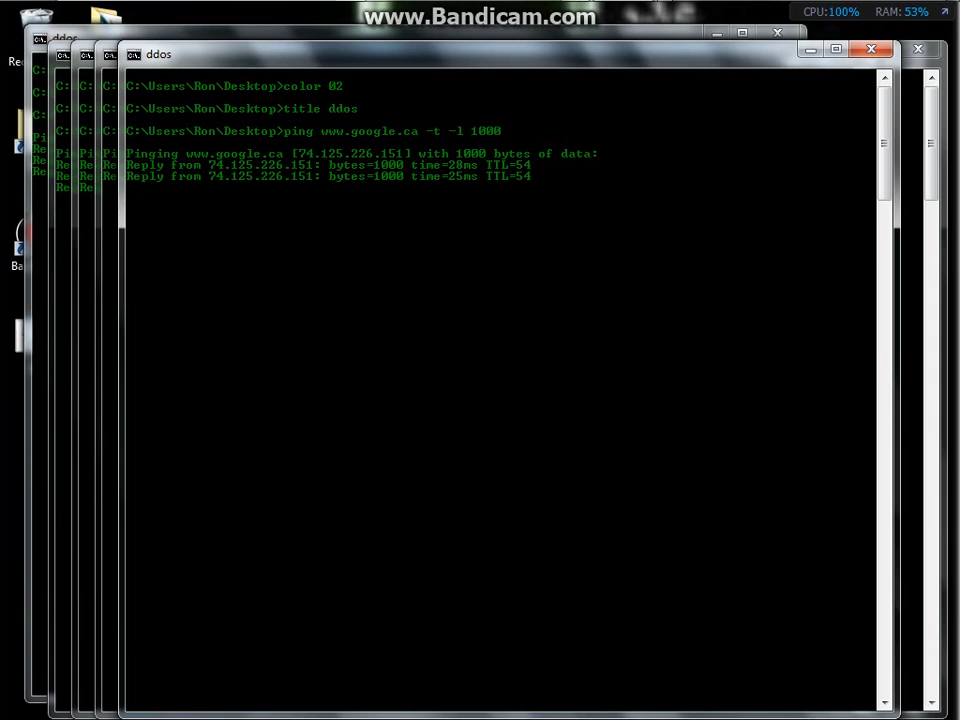 www.Bandicam.com
CPU:100% RAM: 53%
ddos
ddos
C:\Users\Ron\Desktop>color 02
C:\Users\Ron\Desktop>title ddos
C:\Users\Ron\Desktop>ping www.google.ca -t -l 1000
Pinging www.google.ca [74.125.226.151] with 1000 bytes of data:
Reply from 74.125.226.151: bytes=1000 time=28ms TTL=54
Reply from 74.125.226.151: bytes=1000 time=25ms TTL=54